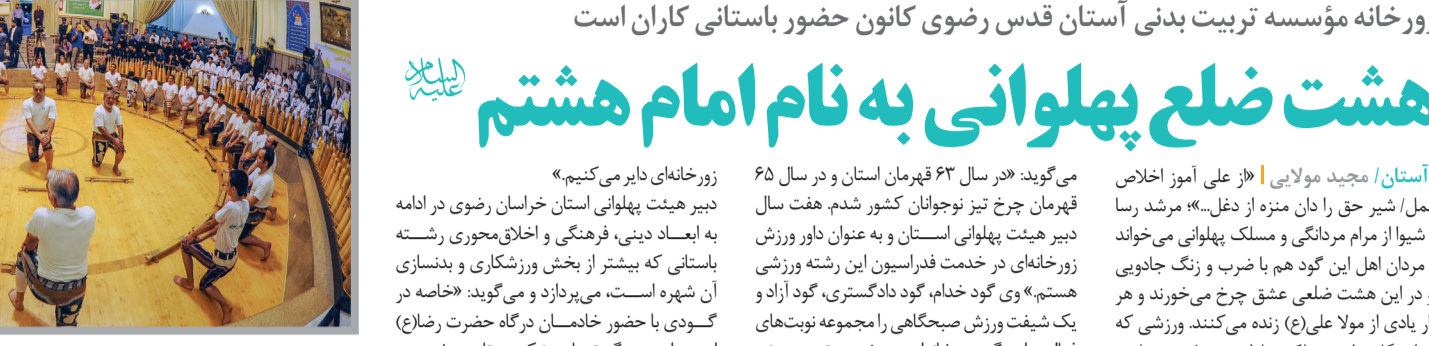 زورخانه مؤسسه تربیت بدنی آستان قدس رضوی کانون حضور باستانی کاران است
هشت ضلع پهلوانی به نام امام هشتم علیه السلام
آستان/ مجید مولایی | «از علی آموز اخلاص
شیر حق را دان منزه از دغل...»؛ مرشد رسا
شیوا از مرام مردانگی و مسلک پهلوانی می‌خواند
مردان اهل این گود هم با ضرب و زنگ جادویی
در این هشت ضلعی عشق چرخ می‌خورند و هر
یادی از مولا علی(ع) زنده می‌کنند. ورزشی که
می‌گوید: «در سال ۶۳ قهرمان استان و در سال ۶۵
قهرمان چرخ تیز نوجوانان کشور شدم. هفت سال
دبیر هیئت پهلوانی اســتان و به عنوان داور ورزش
زورخانه‌ای در خدمت فدراسیون این رشته ورزشی
هستم.» وی گود خدام، گود دادگستری، گود آزاد و
یک شیفت ورزش صبحگاهی را مجموعه نوبت‌های
زورخانه‌ای دایر می‌کنیم.»
دبیر هیئت پهلوانی استان خراسان رضوی در ادامه
به ابعــاد دینی، فرهنگی و اخلاق‌محوری رشــته
باستانی که بیشتر از بخش ورزشکاری و بدنسازی
آن شهره اســت، می‌پردازد و می‌گوید: «خاصه در
گــودی با حضور خادمــان درگاه حضرت رضا(ع)